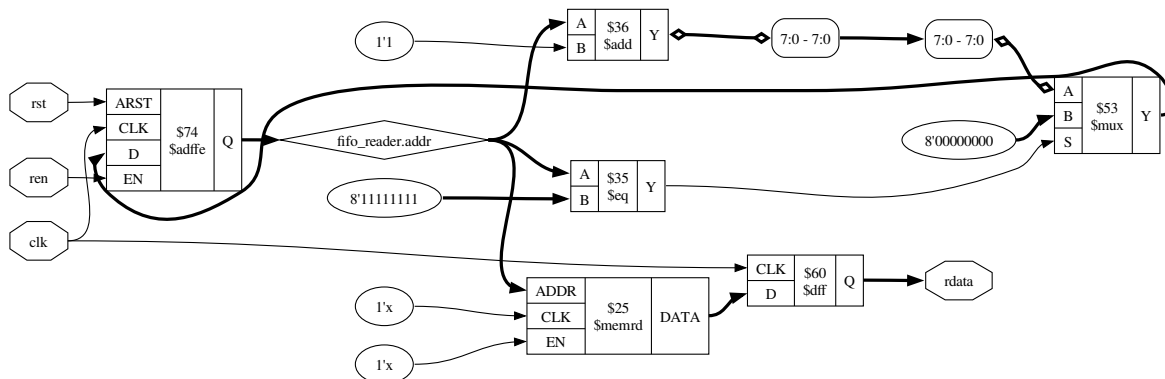 1'1
A
B
$36
$add
Y
7:0 - 7:0
7:0 - 7:0
rst
ren
clk
ARST
CLK
D
EN
$74
$adffe
Q
fifo_reader.addr
8'11111111
A
B
$35
$eq
Y
8'00000000
A
B
S
$53
$mux
Y
1'x
1'x
ADDR
CLK
EN
$25
$memrd
DATA
CLK
D
$60
$dff
Q
rdata